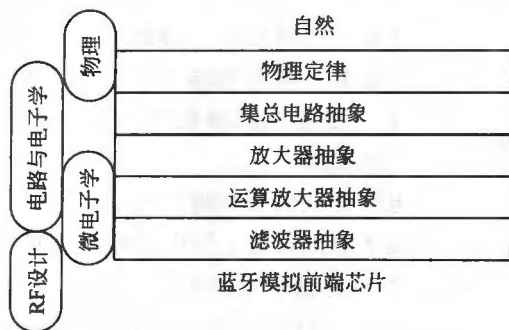 自然
物理定律
集总电路抽象
放大器抽象
运算放大器抽象
滤波器抽象
蓝牙模拟前端芯片
物理
电路与电子学
微电子学
RF设计